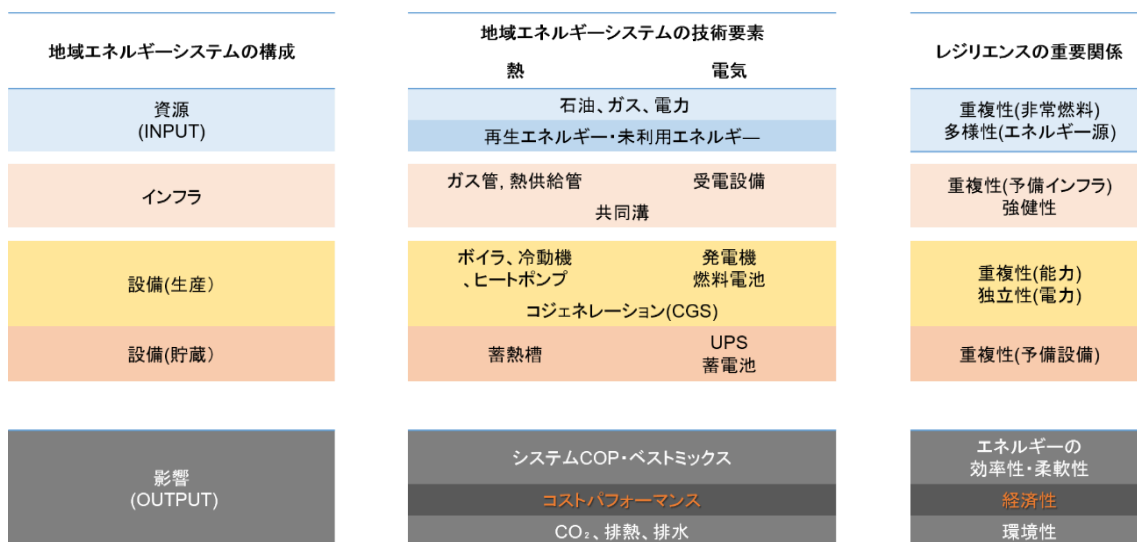 地域エネルギーシステムの構成
地域エネルギーシステムの技術要素
熱
電気
レジリエンスの重要関係
資源
(INPUT)
石油、ガス、電力
再生エネルギー・未利用エネルギー
重複性(非常燃料)
多様性(エネルギー源)
インフラ
ガス管, 熱供給管
受電設備
共同溝
重複性(予備インフラ)
強健性
設備(生産)
ボイラ、冷動機
、ヒートポンプ
発電機
燃料電池
コジェネレーション(CGS)
重複性(能力)
独立性(電力)
設備(貯蔵)
蓄熱槽
UPS
蓄電池
重複性(予備設備)
影響
(OUTPUT)
システムCOP・ベストミックス
コストパフォーマンス
CO₂、排熱、排水
エネルギーの
効率性・柔軟性
経済性
環境性